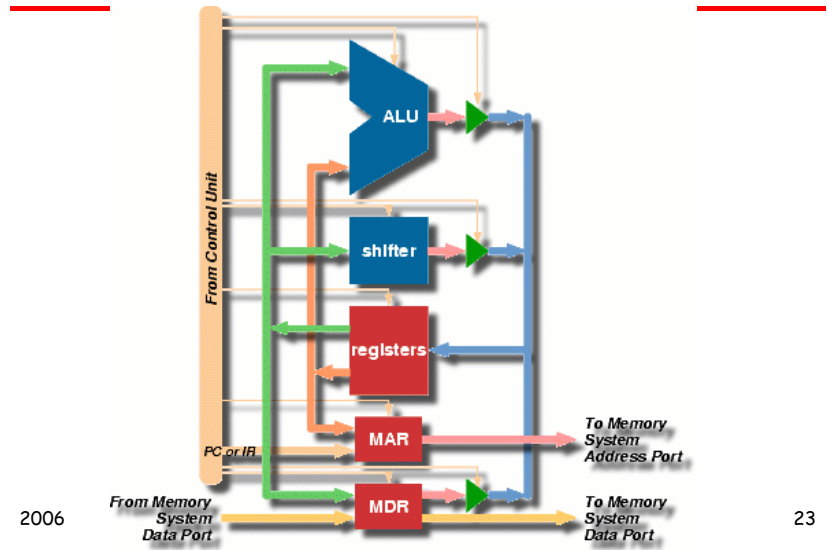 ALU
From Control Unit
shifter
registers
MAR
PC or IR
To Memory
System
Address Port
MDR
From Memory
System
Data Port
To Memory
System
Data Port
2006
23